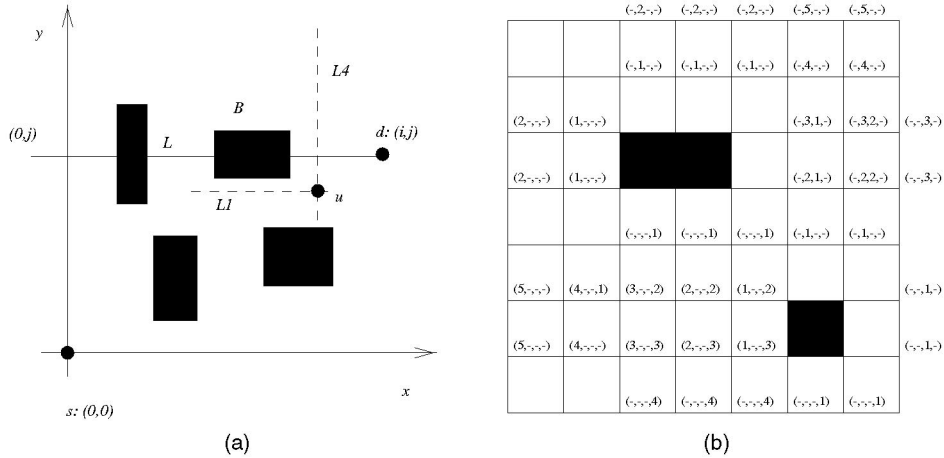 y
L4
B
(0,j)
L
d: (i,j)
L1
u
x
s: (0,0)
(a)
(-,2,-,-) (-,2,-,-) (-,2,-,-) (-,5,-,-) (-,5,-,-)
(-,1,-,-) (-,1,-,-) (-,1,-,-) (-,4,-,-) (-,4,-,-)
(2,-,-,-) (1,-,-,-) (-,3,1,-) (-,3,2,-) (-,-,3,-)
(2,-,-,-) (1,-,-,-) (-,2,1,-) (-,2,2,-) (-,-,3,-)
(-,-,-,1) (-,-,-,1) (-,-,-,1) (-,1,-,-) (-,1,-,-)
(5,-,-,-) (4,-,-,1) (3,-,-,2) (2,-,-,2) (1,-,-,2) (-,-,1,-)
(5,-,-,-) (4,-,-,-) (3,-,-,3) (2,-,-,3) (1,-,-,3) (-,-,1,-)
(-,-,-,4) (-,-,-,4) (-,-,-,4) (-,-,-,1) (-,-,-,1)
(b)